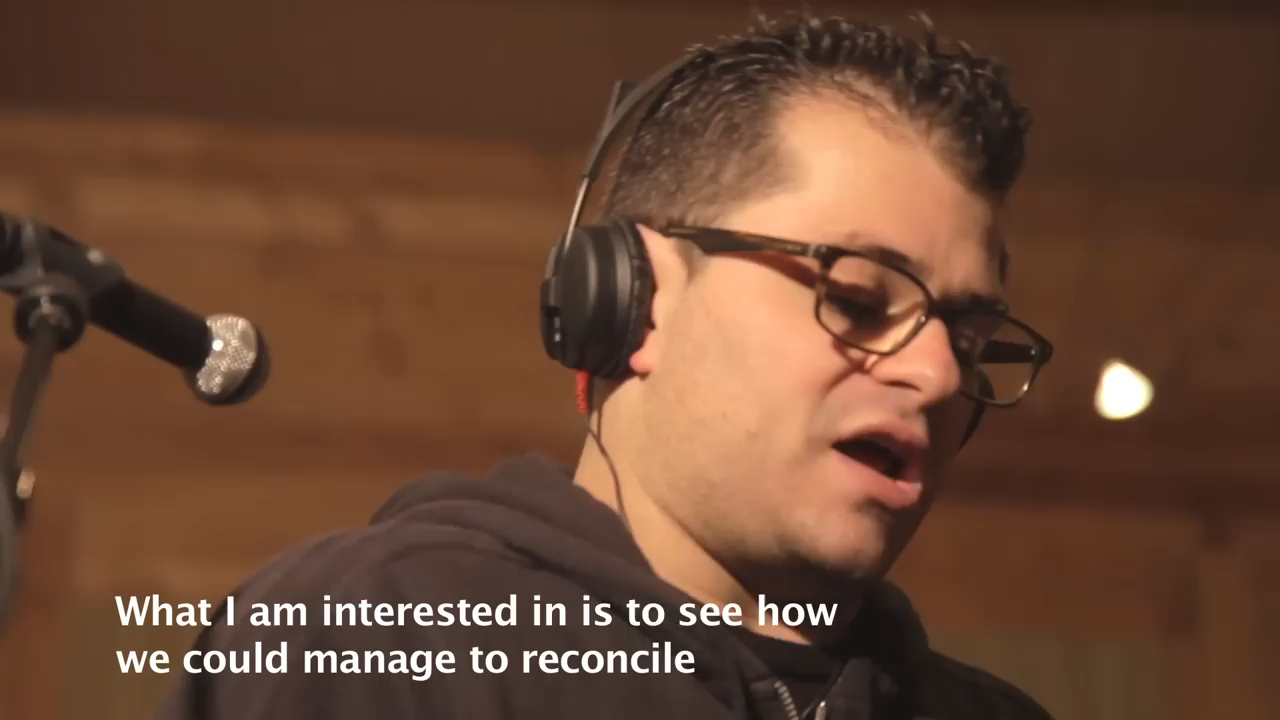 What I am interested in is to see how
we could manage to reconcile